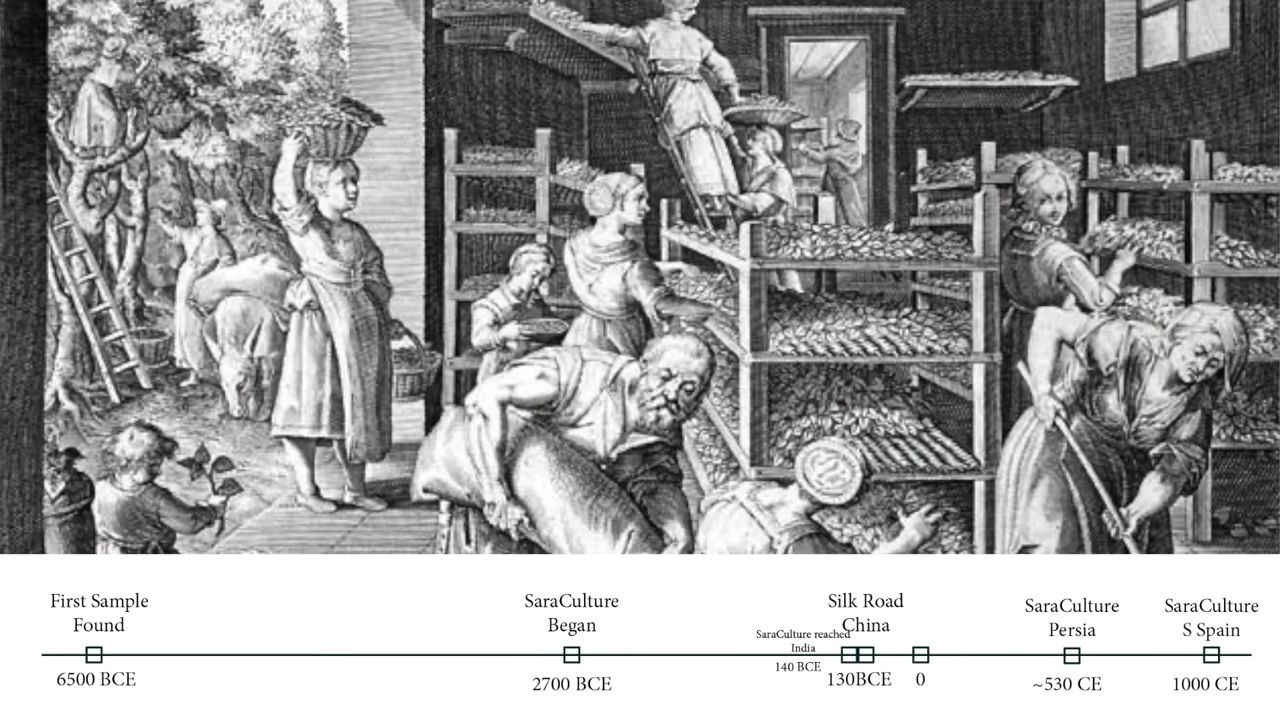 First Sample
Found
6500 BCE
SaraCulture
Began
2700 BCE
SaraCulture reached
India
140 BCE
Silk Road
China
130BCE
0
SaraCulture
Persia
~530 CE
SaraCulture
S Spain
1000 CE